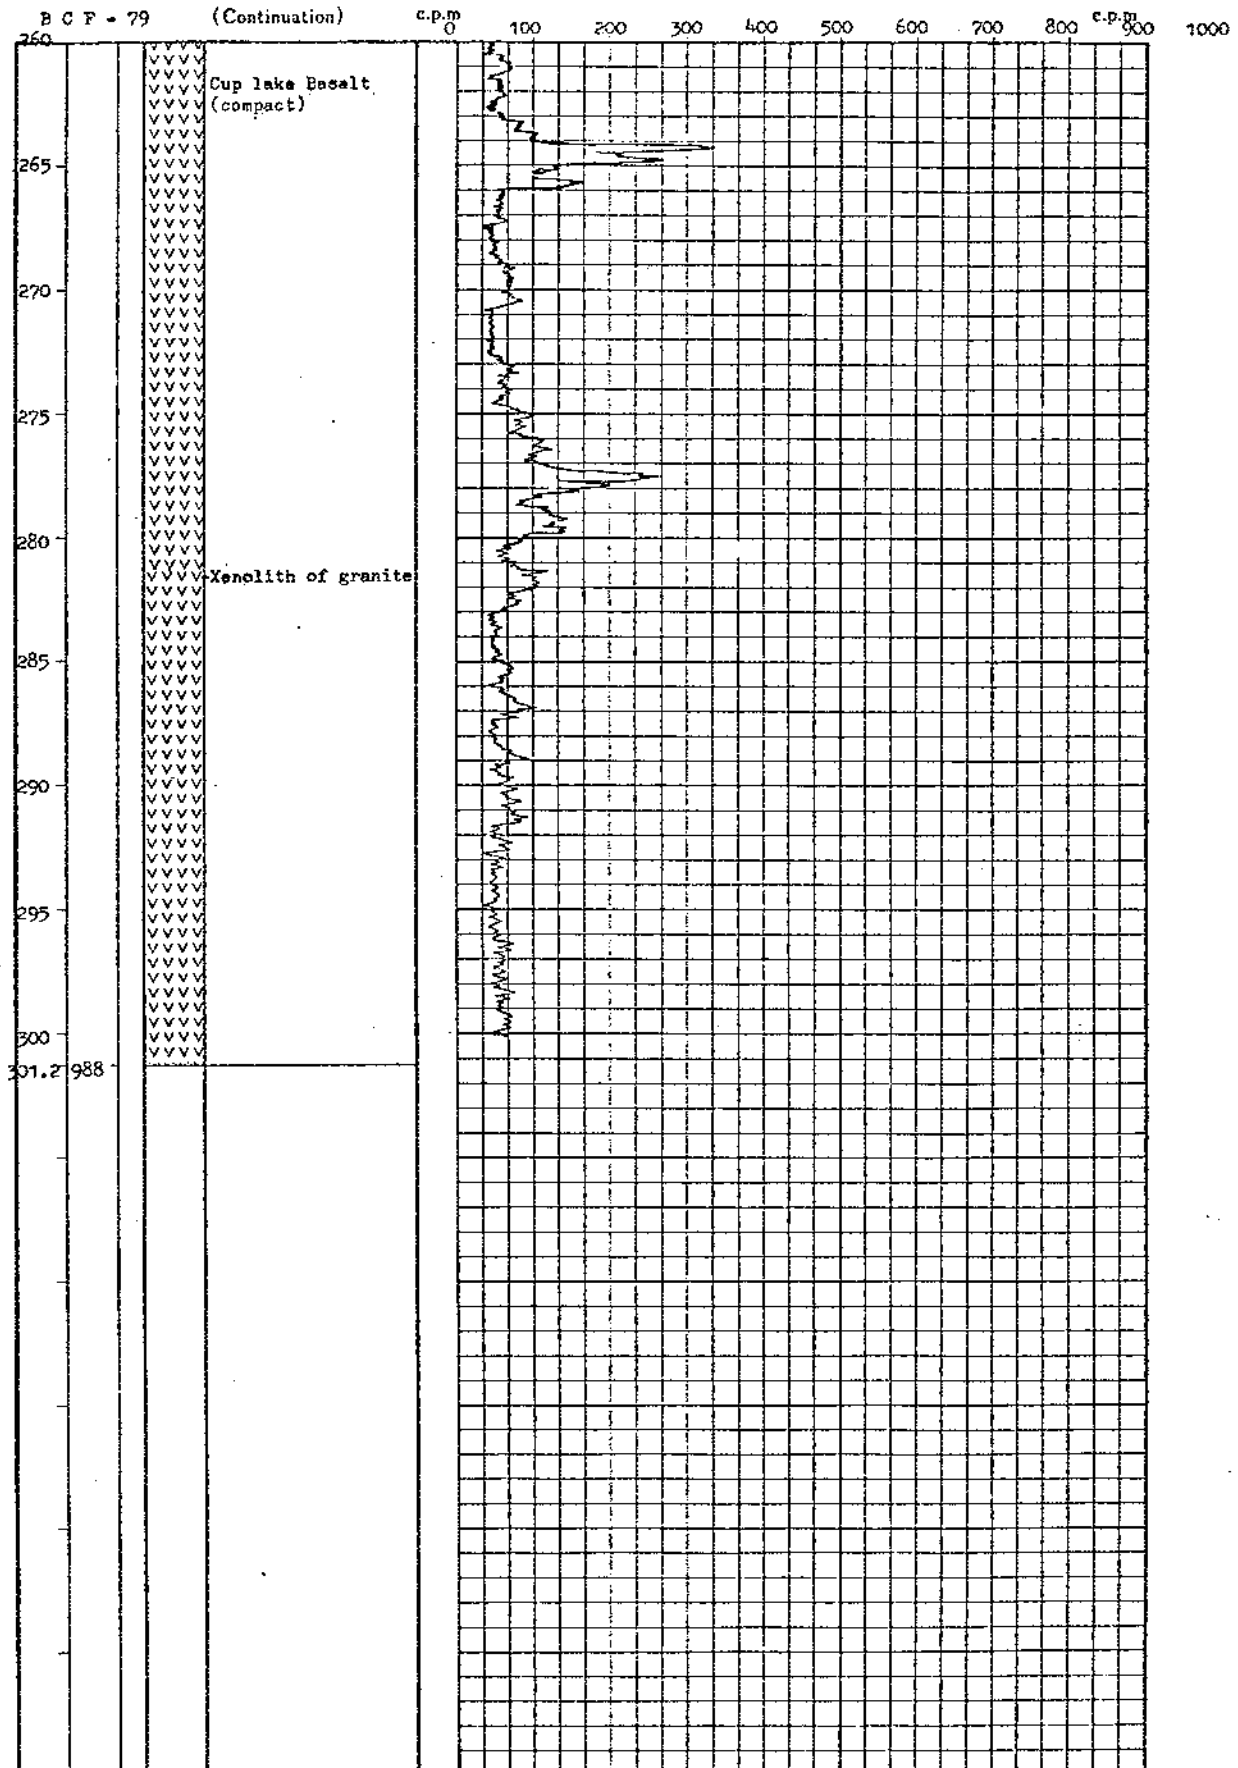 B C F - 79 (Continuation) c.p.m c.p.m
0 100 200 300 400 500 600 700 800 900 1000
260
Cup lake Basalt
(compact)
265
270
275
280
Xenolith of granite
285
290
295
300
301.2 988